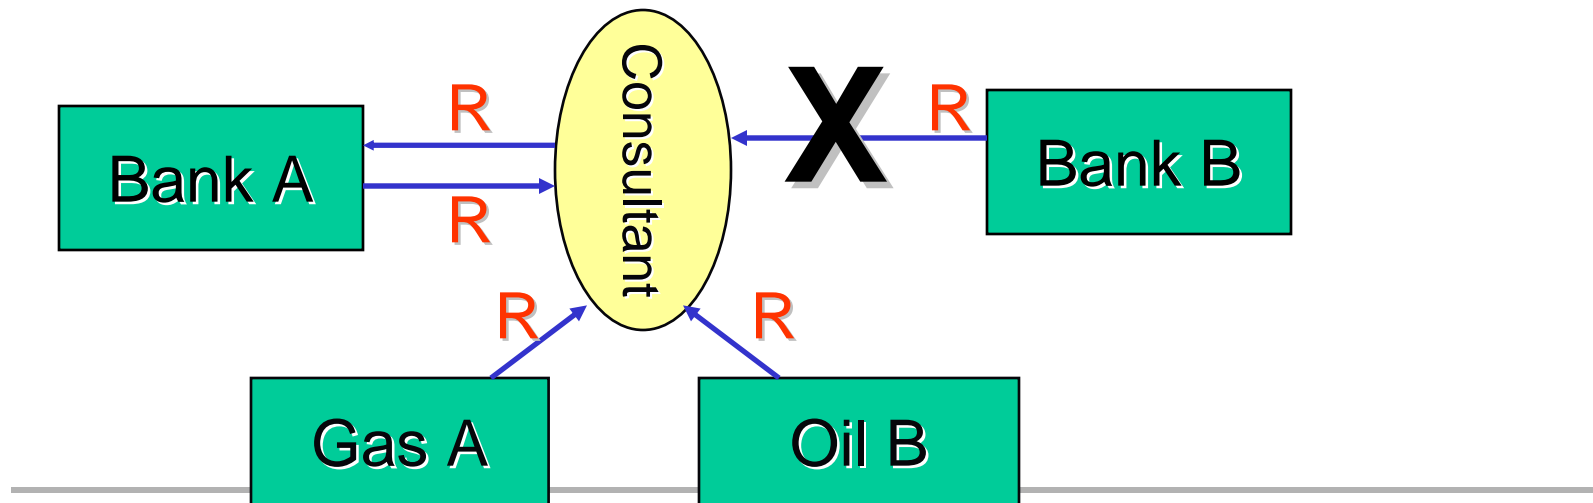 R
Consultant
X
R
Bank A
Bank B
R
R
R
Gas A
Oil B